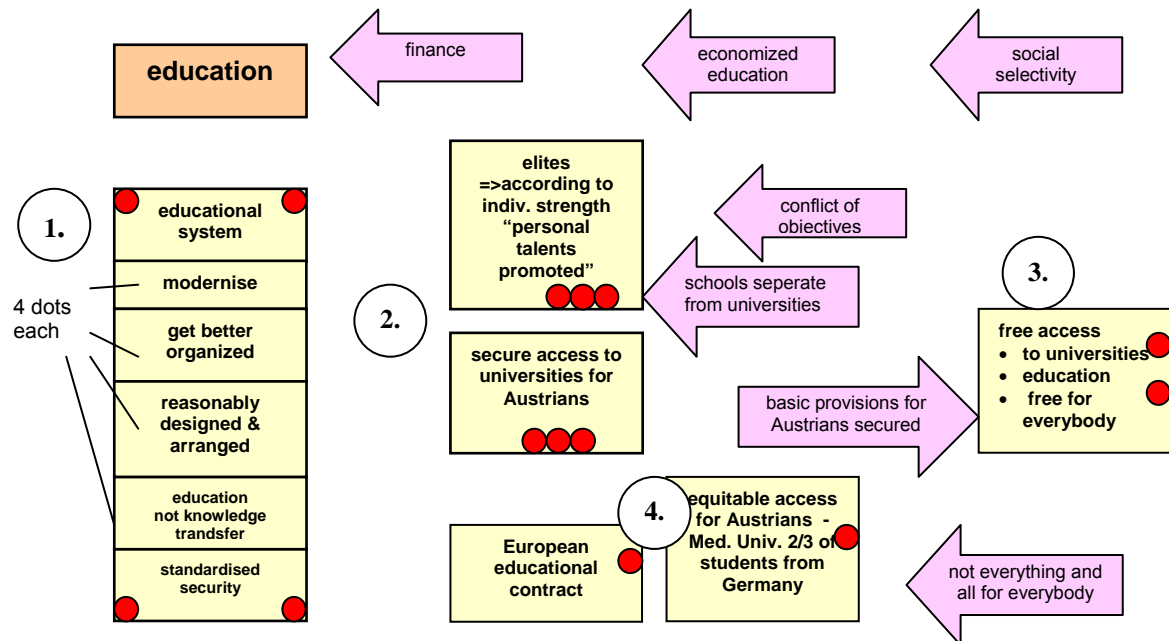 education
finance
economized
education
social
selectivity
1.
educational
system
modernise
get better
organized
reasonably
designed &
arranged
education
not knowledge
trandsfer
standardised
security
4 dots
each
2.
elites
=>according to
indiv. strength
“personal
talents
promoted”
conflict of
obiectives
schools seperate
from universities
secure access to
universities for
Austrians
3.
free access
• to universities
• education
• free for
everybody
basic provisions for
Austrians secured
4.
European
educational
contract
equitable access
for Austrians -
Med. Univ. 2/3 of
students from
Germany
not everything and
all for everybody